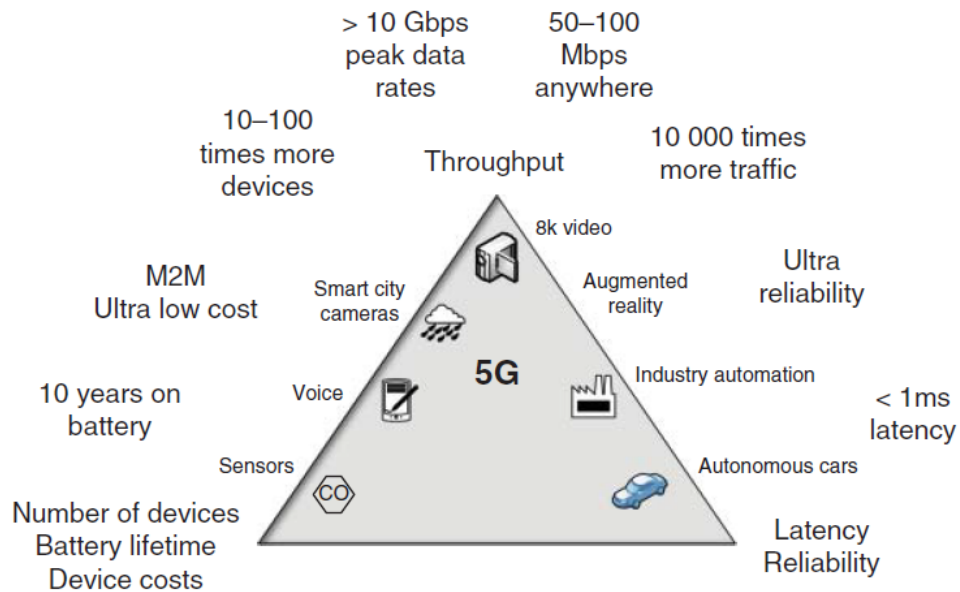 > 10 Gbps
peak data
rates
50–100
Mbps
anywhere
10–100
times more
devices
Throughput
10 000 times
more traffic
8k video
M2M
Ultra low cost
Smart city
cameras
Augmented
reality
Ultra
reliability
5G
10 years on
battery
Voice
Industry automation
< 1ms
latency
Sensors
CO
Autonomous cars
Number of devices
Battery lifetime
Device costs
Latency
Reliability